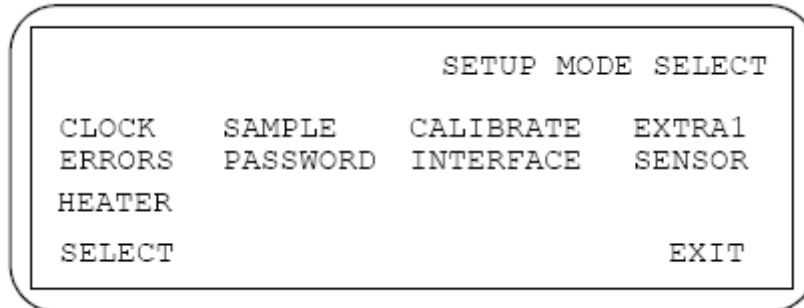 SETUP MODE SELECT
CLOCK SAMPLE CALIBRATE EXTRA1
ERRORS PASSWORD INTERFACE SENSOR
HEATER
SELECT EXIT